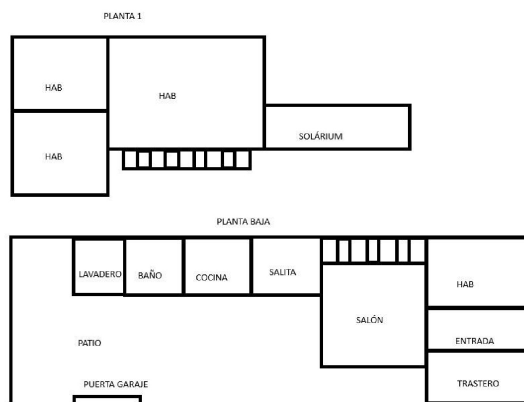 PLANTA 1
HAB
HAB
HAB
SOLÁRIUM
PLANTA BAJA
LAVADERO
BAÑO
COCINA
SALITA
HAB
SALÓN
ENTRADA
PATIO
PUERTA GARAJE
TRASTERO